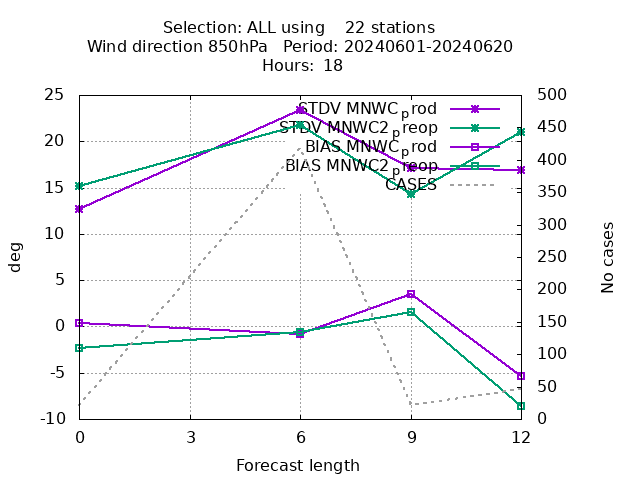 Selection: ALL using 22 stations
Wind direction 850hPa Period: 20240601-20240620
Hours: 18
25
20
15
10
5
0
-5
-10
500
450
400
350
300
250
200
150
100
50
0
STDV MNWC_prod
STDV MNWC2_preop
BIAS MNWC_prod
BIAS MNWC2_preop
CASES
deg
No cases
0 3 6 9 12
Forecast length